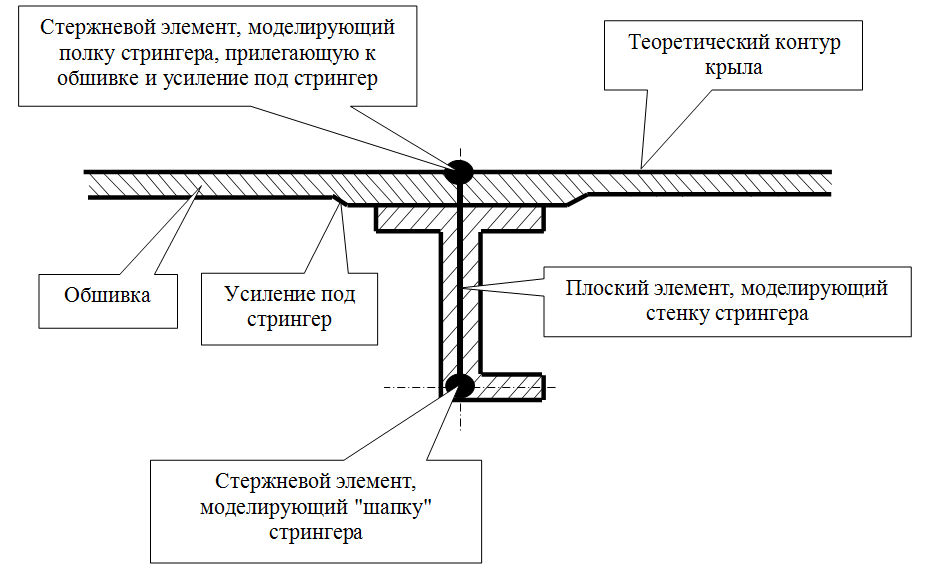 Стержневой элемент, моделирующий
полку стрингера, прилегающую к
обшивке и усиление под стрингер
Теоретический контур
крыла
Обшивка
Усиление под
стрингер
Плоский элемент, моделирующий
стенку стрингера
Стержневой элемент,
моделирующий "шапку"
стрингера